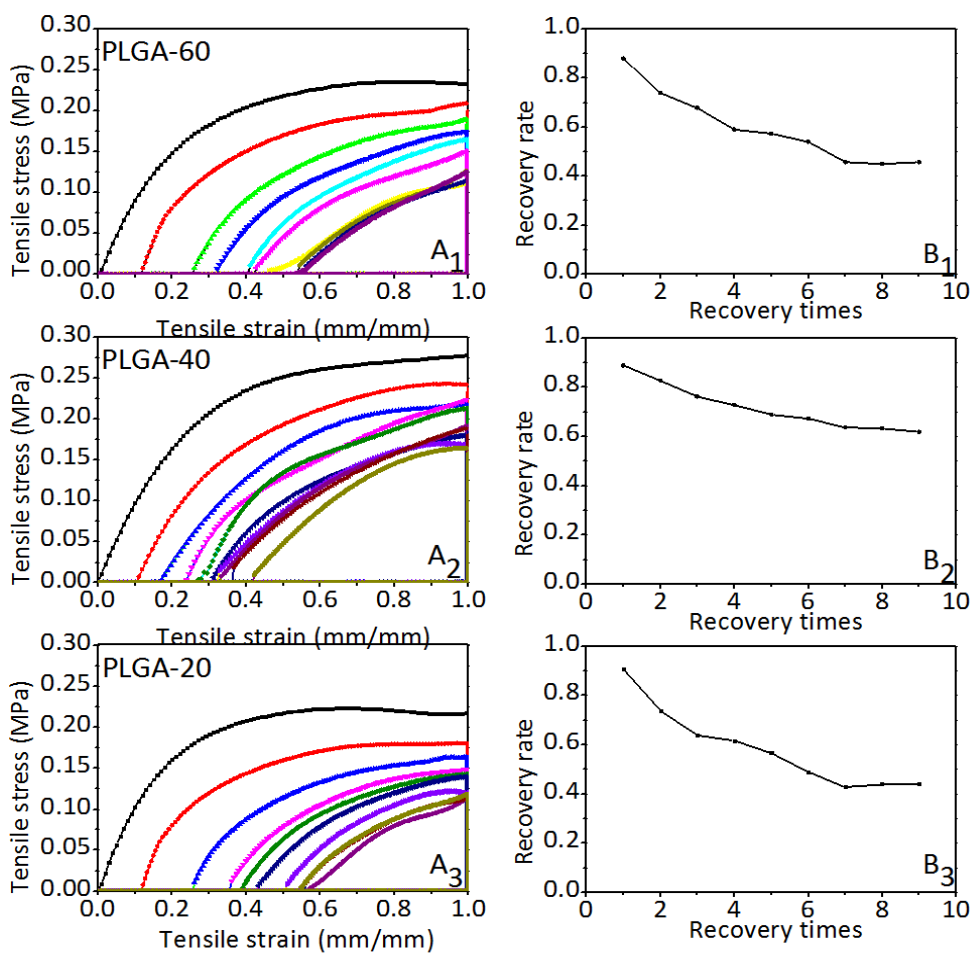 0.30
0.25
0.20
0.15
0.10
0.05
0.00
Tensile stress (MPa)
PLGA-60
A1
0.0 0.2 0.4 0.6 0.8 1.0
Tensile strain (mm/mm)
1.0
0.8
0.6
0.4
0.2
0.0
Recovery rate
B1
0 2 4 6 8 10
Recovery times
0.30
0.25
0.20
0.15
0.10
0.05
0.00
Tensile stress (MPa)
PLGA-40
A2
0.0 0.2 0.4 0.6 0.8 1.0
Tensile strain (mm/mm)
1.0
0.8
0.6
0.4
0.2
0.0
Recovery rate
B2
0 2 4 6 8 10
Recovery times
0.30
0.25
0.20
0.15
0.10
0.05
0.00
Tensile stress (MPa)
PLGA-20
A3
0.0 0.2 0.4 0.6 0.8 1.0
Tensile strain (mm/mm)
1.0
0.8
0.6
0.4
0.2
0.0
Recovery rate
B3
0 2 4 6 8 10
Recovery times